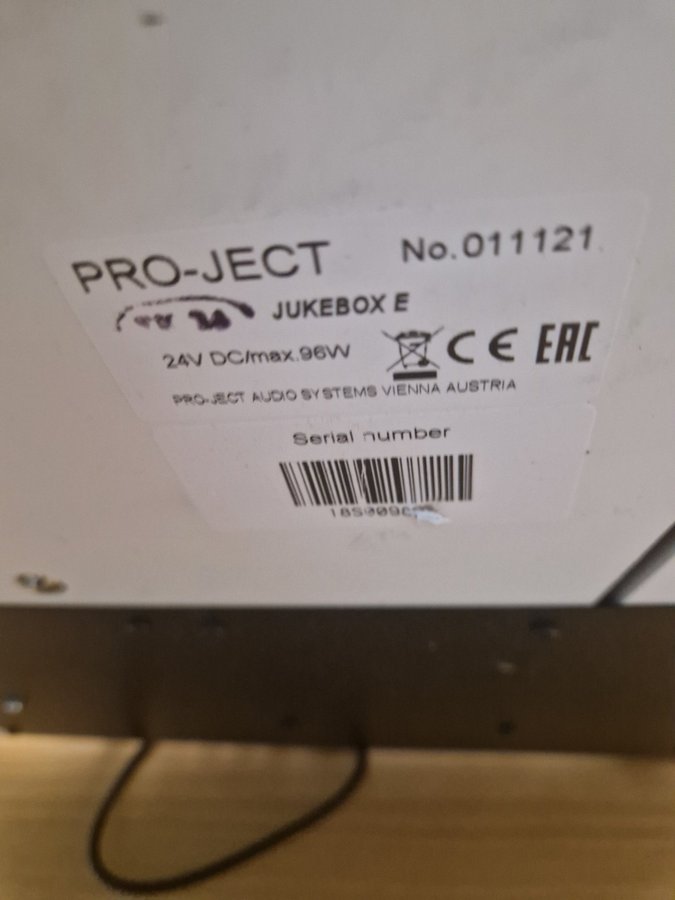 PRO-JECT
No.011121
JUKEBOX E
24V DC/max.96W
CE EAC
PRO-JECT AUDIO SYSTEMS VIENNA AUSTRIA
Serial number